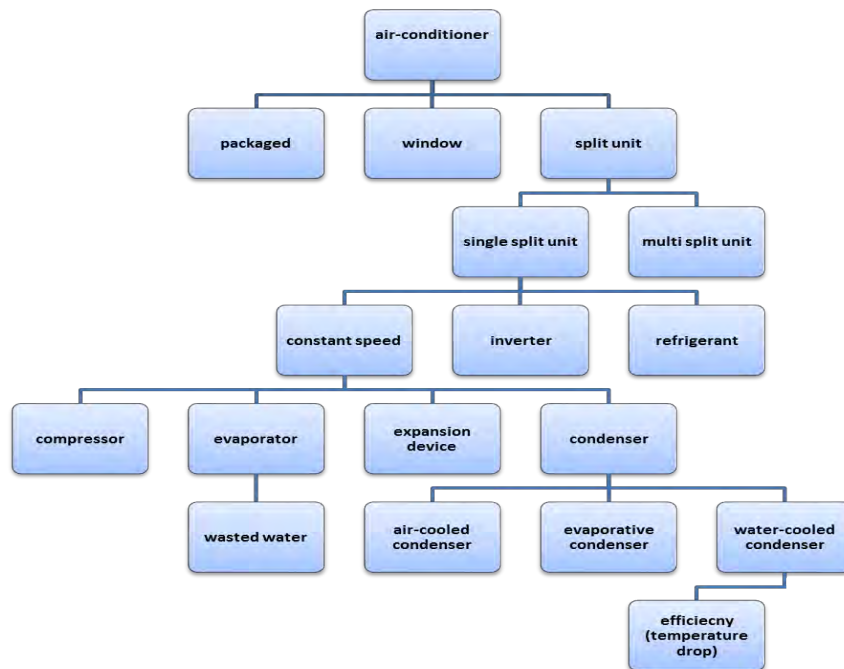 air-conditioner
packaged
window
split unit
single split unit
multi split unit
constant speed
inverter
refrigerant
compressor
evaporator
expansion
device
condenser
wasted water
air-cooled
condenser
evaporative
condenser
water-cooled
condenser
efficiecny
(temperature
drop)